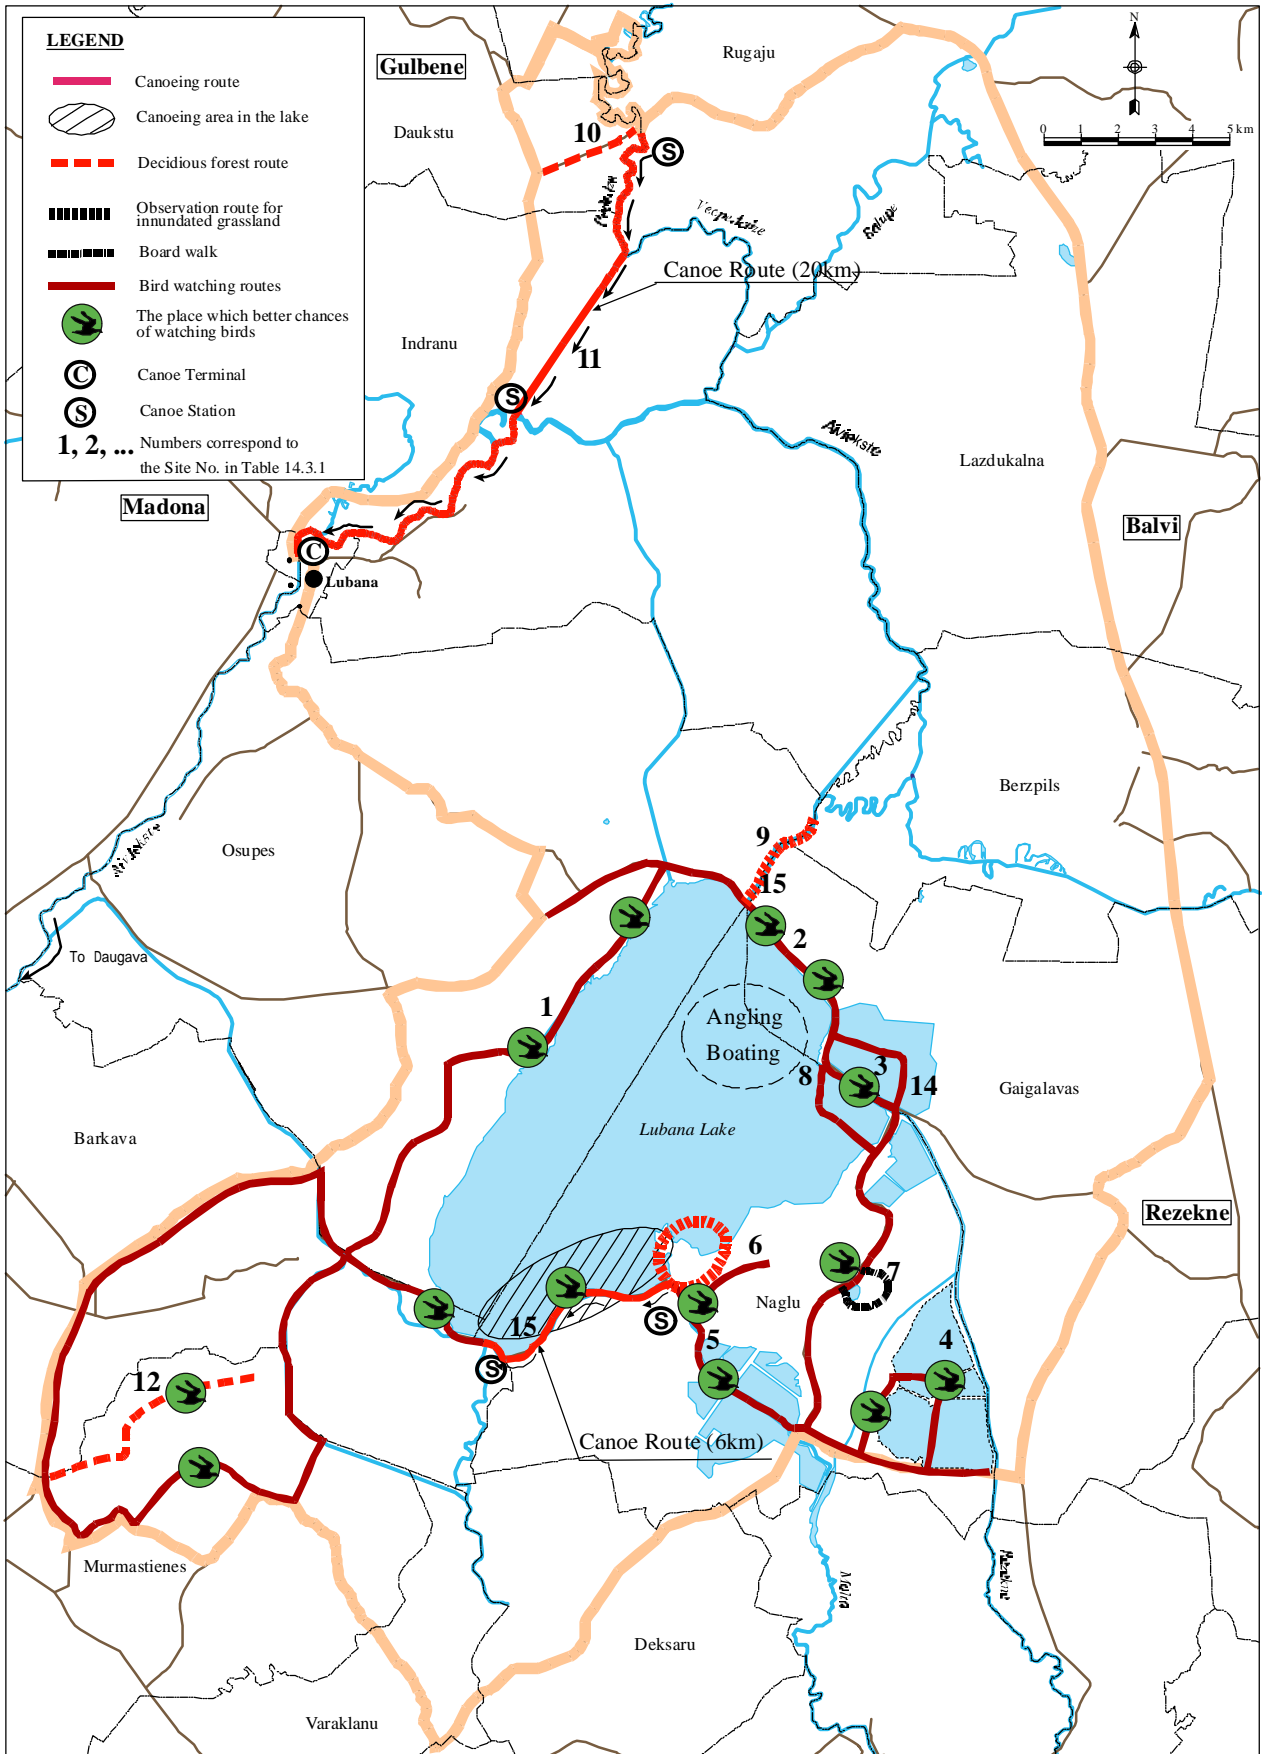 LEGEND
Canoeing route
Canoeing area in the lake
Decidious forest route
Observation route for
innundated grassland
Board walk
Bird watching routes
The place which better chances
of watching birds
C Canoe Terminal
S Canoe Station
1, 2, ... Numbers correspond to
the Site No. in Table 14.3.1
N
0 1 2 3 4 5 km
Gulbene
Rugaju
Daukstu
10
S
Canoe Route (20km)
Indranu
11
S
Aiviekste
Lazdukalna
Madona
Balvi
C
Lubana
Berzpils
9
Osupes
15
2
To Daugava
1
Angling
Boating
3
8
14
Gaigalavas
Barkava
Lubana Lake
Rezekne
6
7
Naglu
S
15
5
4
S
12
Canoe Route (6km)
Murmastienes
Malta
Rezekne
Deksaru
Varaklanu